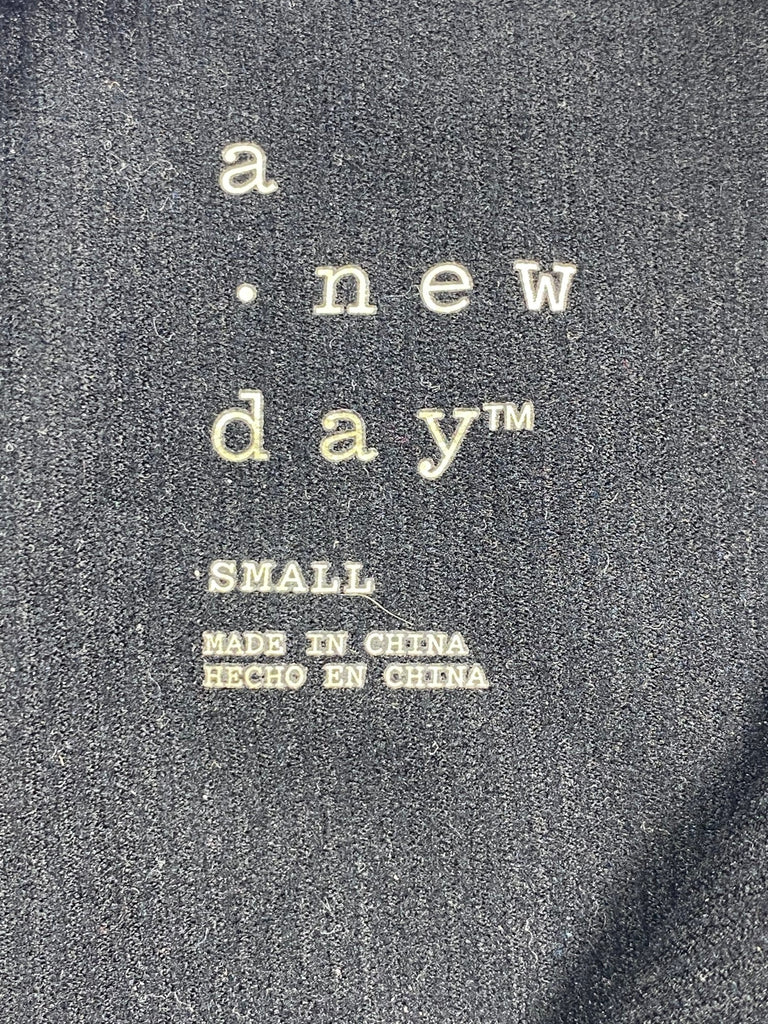 a
· new
day™
SMALL
MADE IN CHINA
HECHO EN CHINA